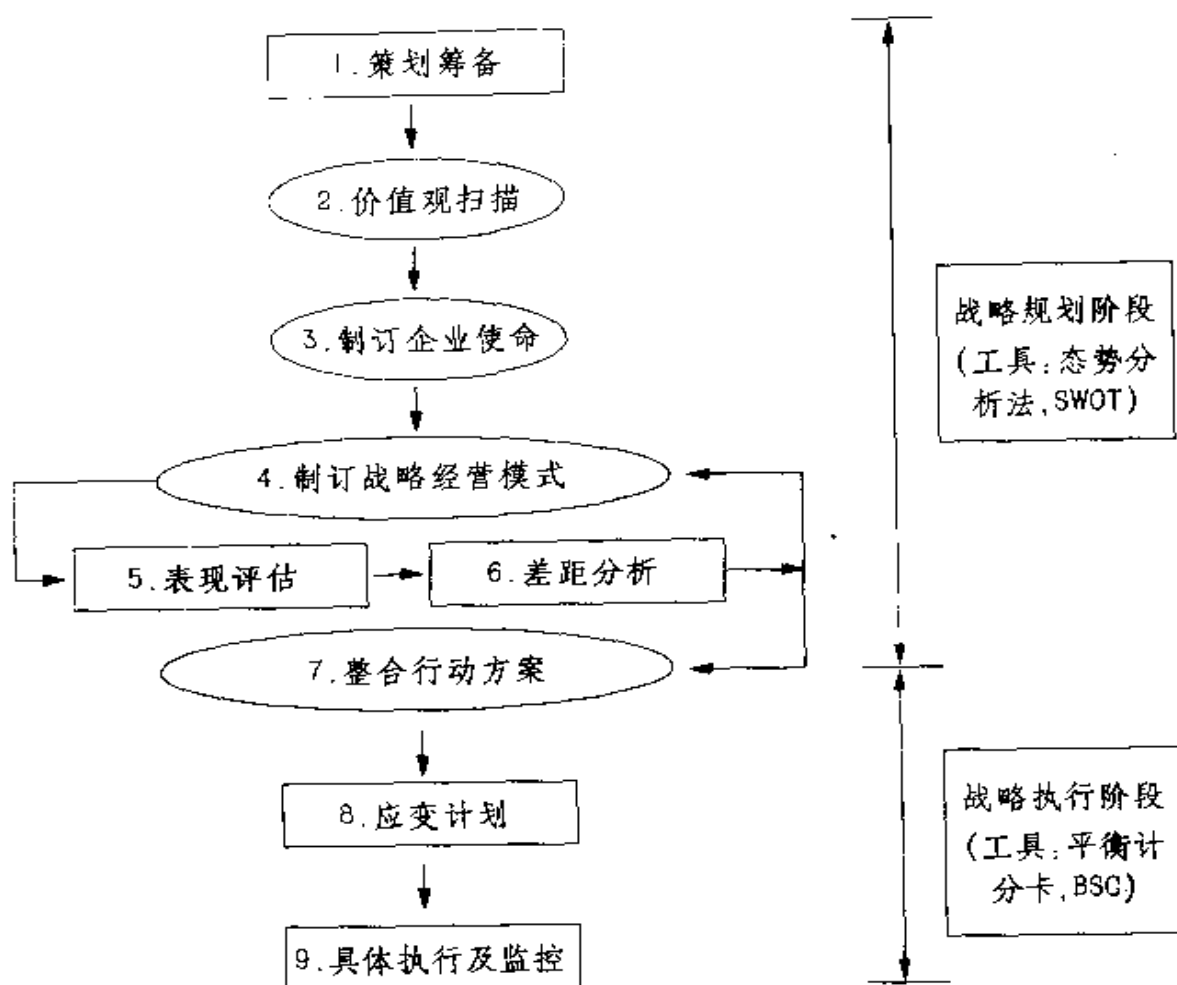 1.策划筹备
2.价值观扫描
3.制订企业使命
4.制订战略经营模式
5.表现评估
6.差距分析
7.整合行动方案
8.应变计划
9.具体执行及监控
战略规划阶段
(工具:态势分
析法,SWOT)
战略执行阶段
(工具:平衡计
分卡,BSC)